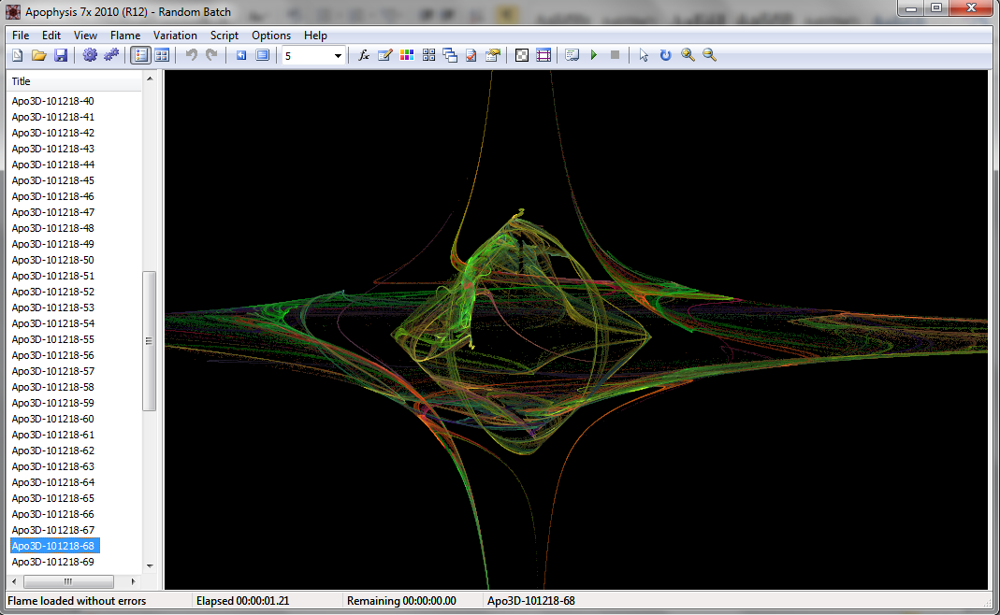 Apophysis 7x 2010 (R12) - Random Batch
File Edit View Flame Variation Script Options Help
5
Title
Apo3D-101218-40
Apo3D-101218-41
Apo3D-101218-42
Apo3D-101218-43
Apo3D-101218-44
Apo3D-101218-45
Apo3D-101218-46
Apo3D-101218-47
Apo3D-101218-48
Apo3D-101218-49
Apo3D-101218-50
Apo3D-101218-51
Apo3D-101218-52
Apo3D-101218-53
Apo3D-101218-54
Apo3D-101218-55
Apo3D-101218-56
Apo3D-101218-57
Apo3D-101218-58
Apo3D-101218-59
Apo3D-101218-60
Apo3D-101218-61
Apo3D-101218-62
Apo3D-101218-63
Apo3D-101218-64
Apo3D-101218-65
Apo3D-101218-66
Apo3D-101218-67
Apo3D-101218-68
Apo3D-101218-69
Flame loaded without errors Elapsed 00:00:01.21 Remaining 00:00:00.00 Apo3D-101218-68